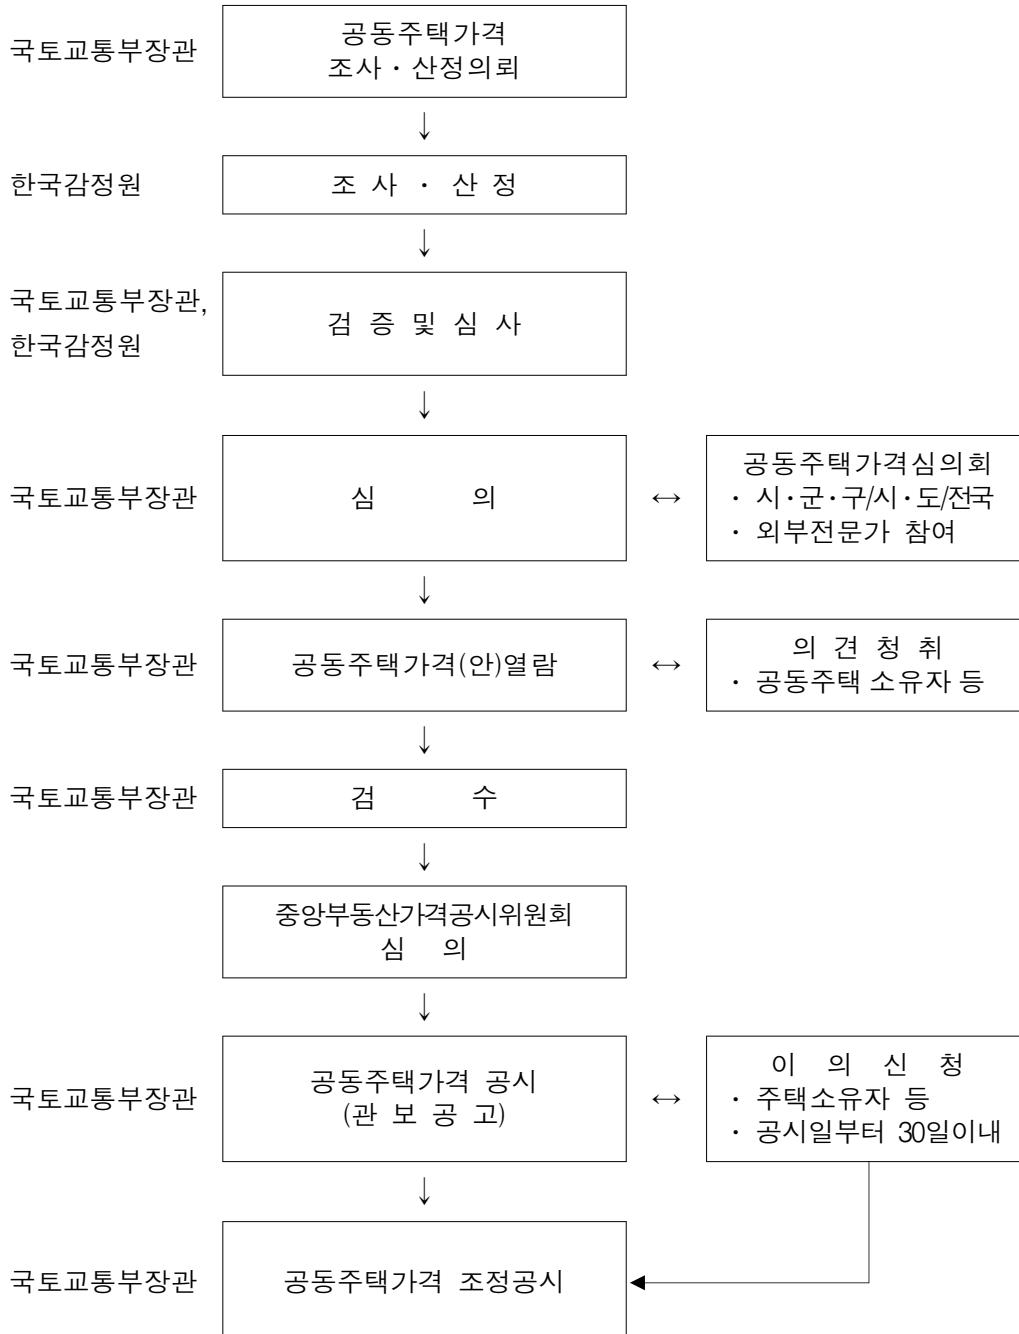 국토교통부장관
공동주택가격
조사・산정의뢰
↓
한국감정원
조 사 · 산 정
↓
국토교통부장관,
한국감정원
검 증 및 심 사
↓
국토교통부장관
심 의
↔
공동주택가격심의회
· 시·군·구/시·도/전국
· 외부전문가 참여
↓
국토교통부장관
공동주택가격(안)열람
↔
의 견 청 취
· 공동주택 소유자 등
↓
국토교통부장관
검 수
↓
중앙부동산가격공시위원회
심 의
↓
국토교통부장관
공동주택가격 공시
(관 보 공 고)
↔
이 의 신 청
· 주택소유자 등
· 공시일부터 30일이내
↓
국토교통부장관
공동주택가격 조정공시